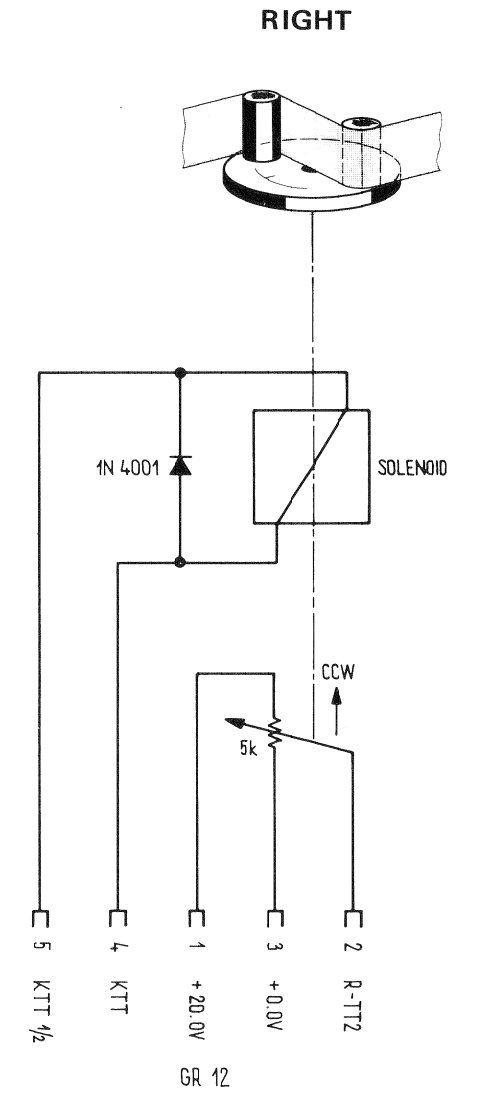 RIGHT
1N 4001
SOLENOID
CCW
5k
5
4
1
3
2
KTT 1/2
KTT
+ 20.0V
+ 0.0V
R-TT2
GR 12